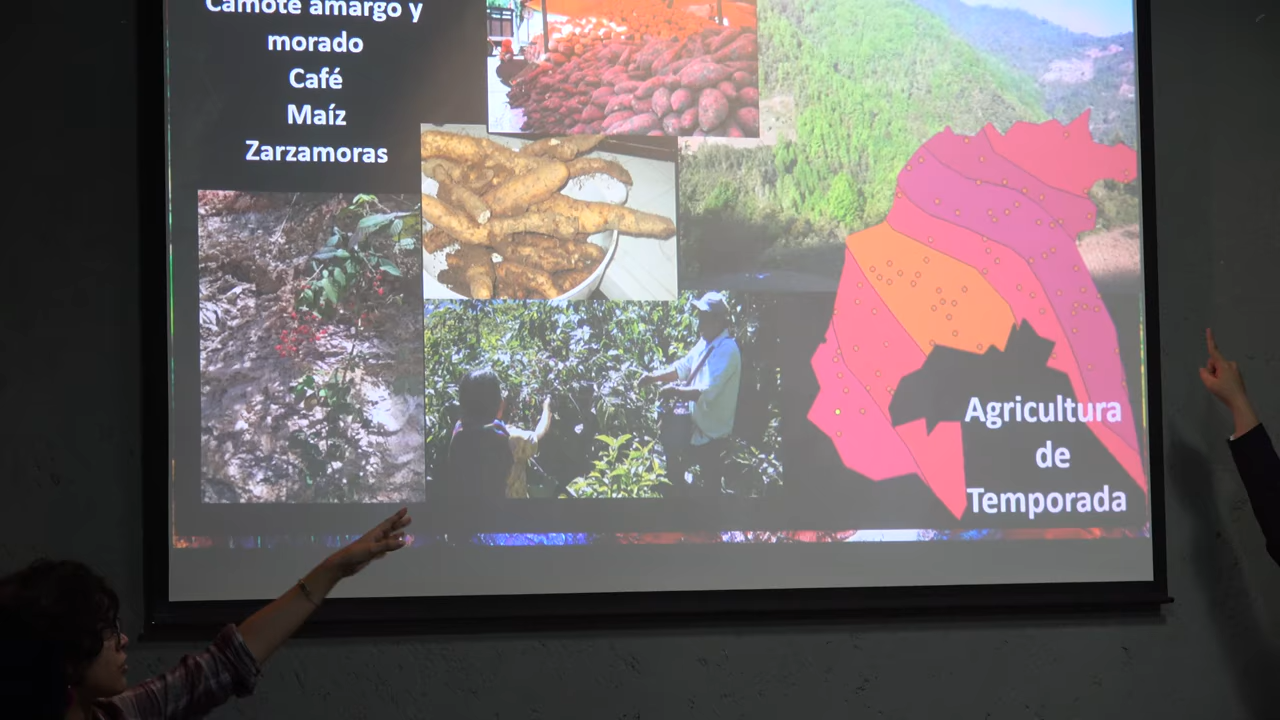 Camote amargo y
morado
Café
Maíz
Zarzamoras
Agricultura
de
Temporada